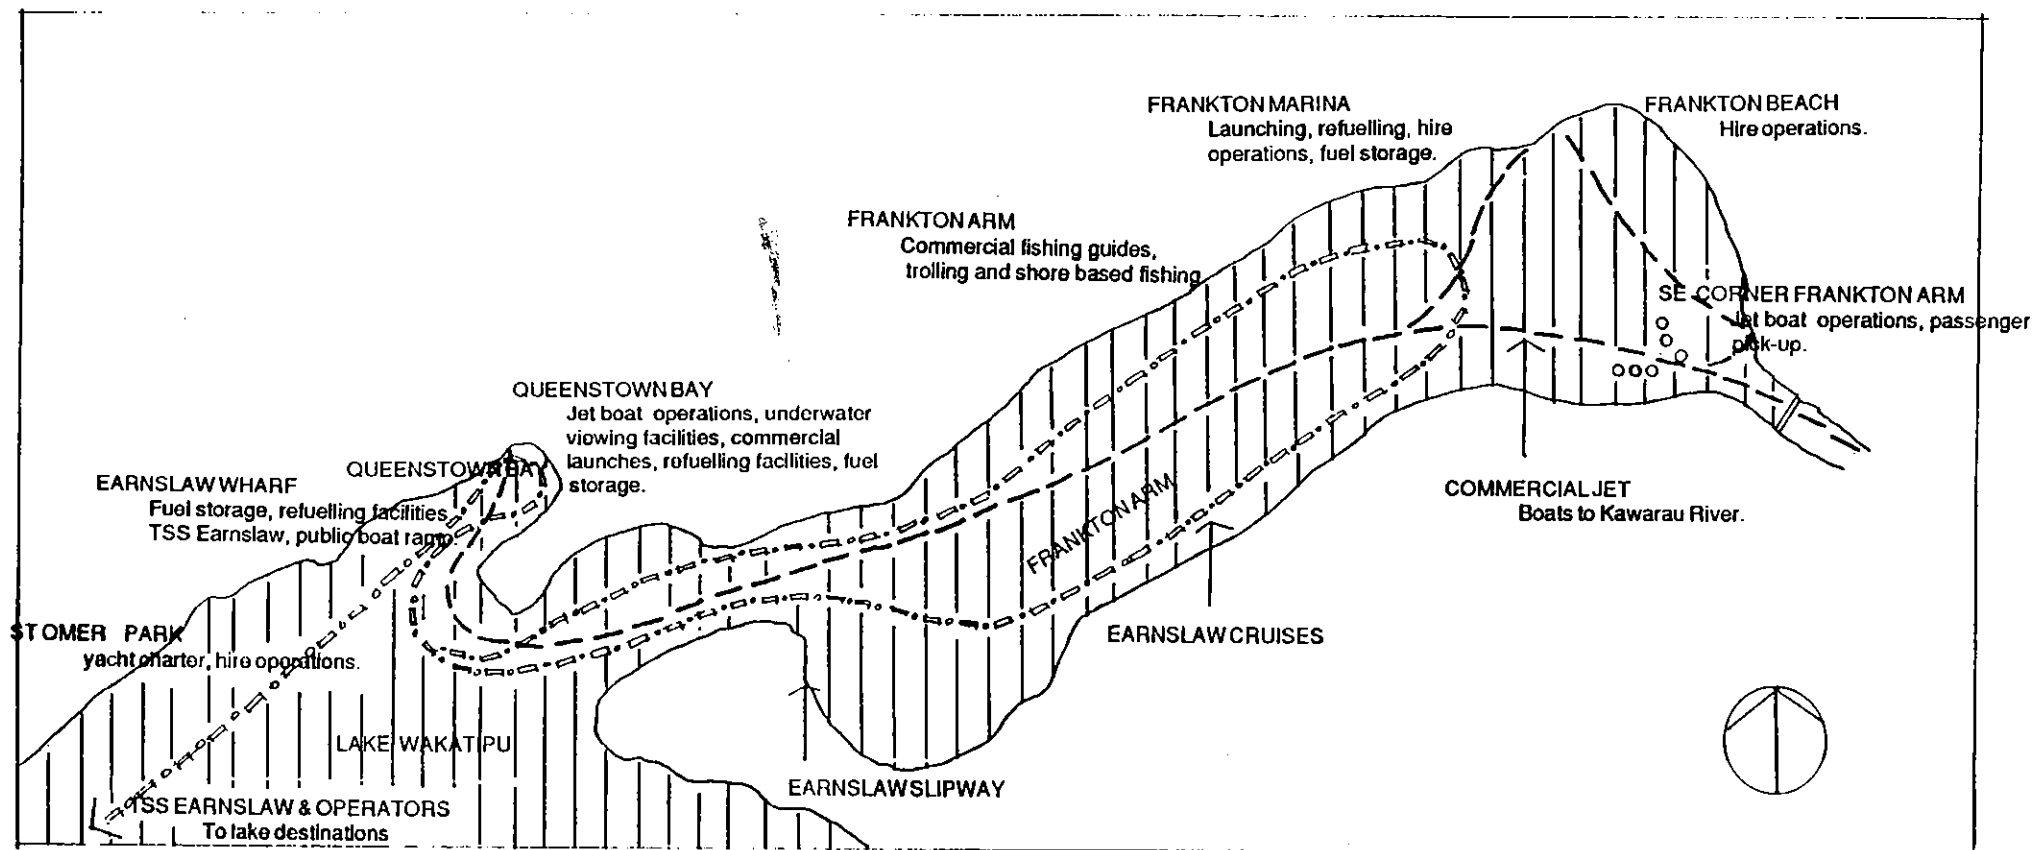 FRANKTON MARINA
Launching, refuelling, hire
operations, fuel storage.
FRANKTON BEACH
Hire operations.
FRANKTON ARM
Commercial fishing guides,
trolling and shore based fishing
SE CORNER FRANKTON ARM
Jet boat operations, passenger
pick-up.
QUEENSTOWN BAY
Jet boat operations, underwater
viewing facilities, commercial
launches, refuelling facilities, fuel
storage.
QUEENSTOWN BAY
EARNSLAW WHARF
Fuel storage, refuelling facilities
TSS Earnslaw, public boat ramp.
COMMERCIAL JET
Boats to Kawarau River.
FRANKTON ARM
EARNSLAW CRUISES
ST OMER PARK
yacht charter, hire operations.
LAKE WAKATIPU
EARNSLAW SLIPWAY
TSS EARNSLAW & OPERATORS
To lake destinations